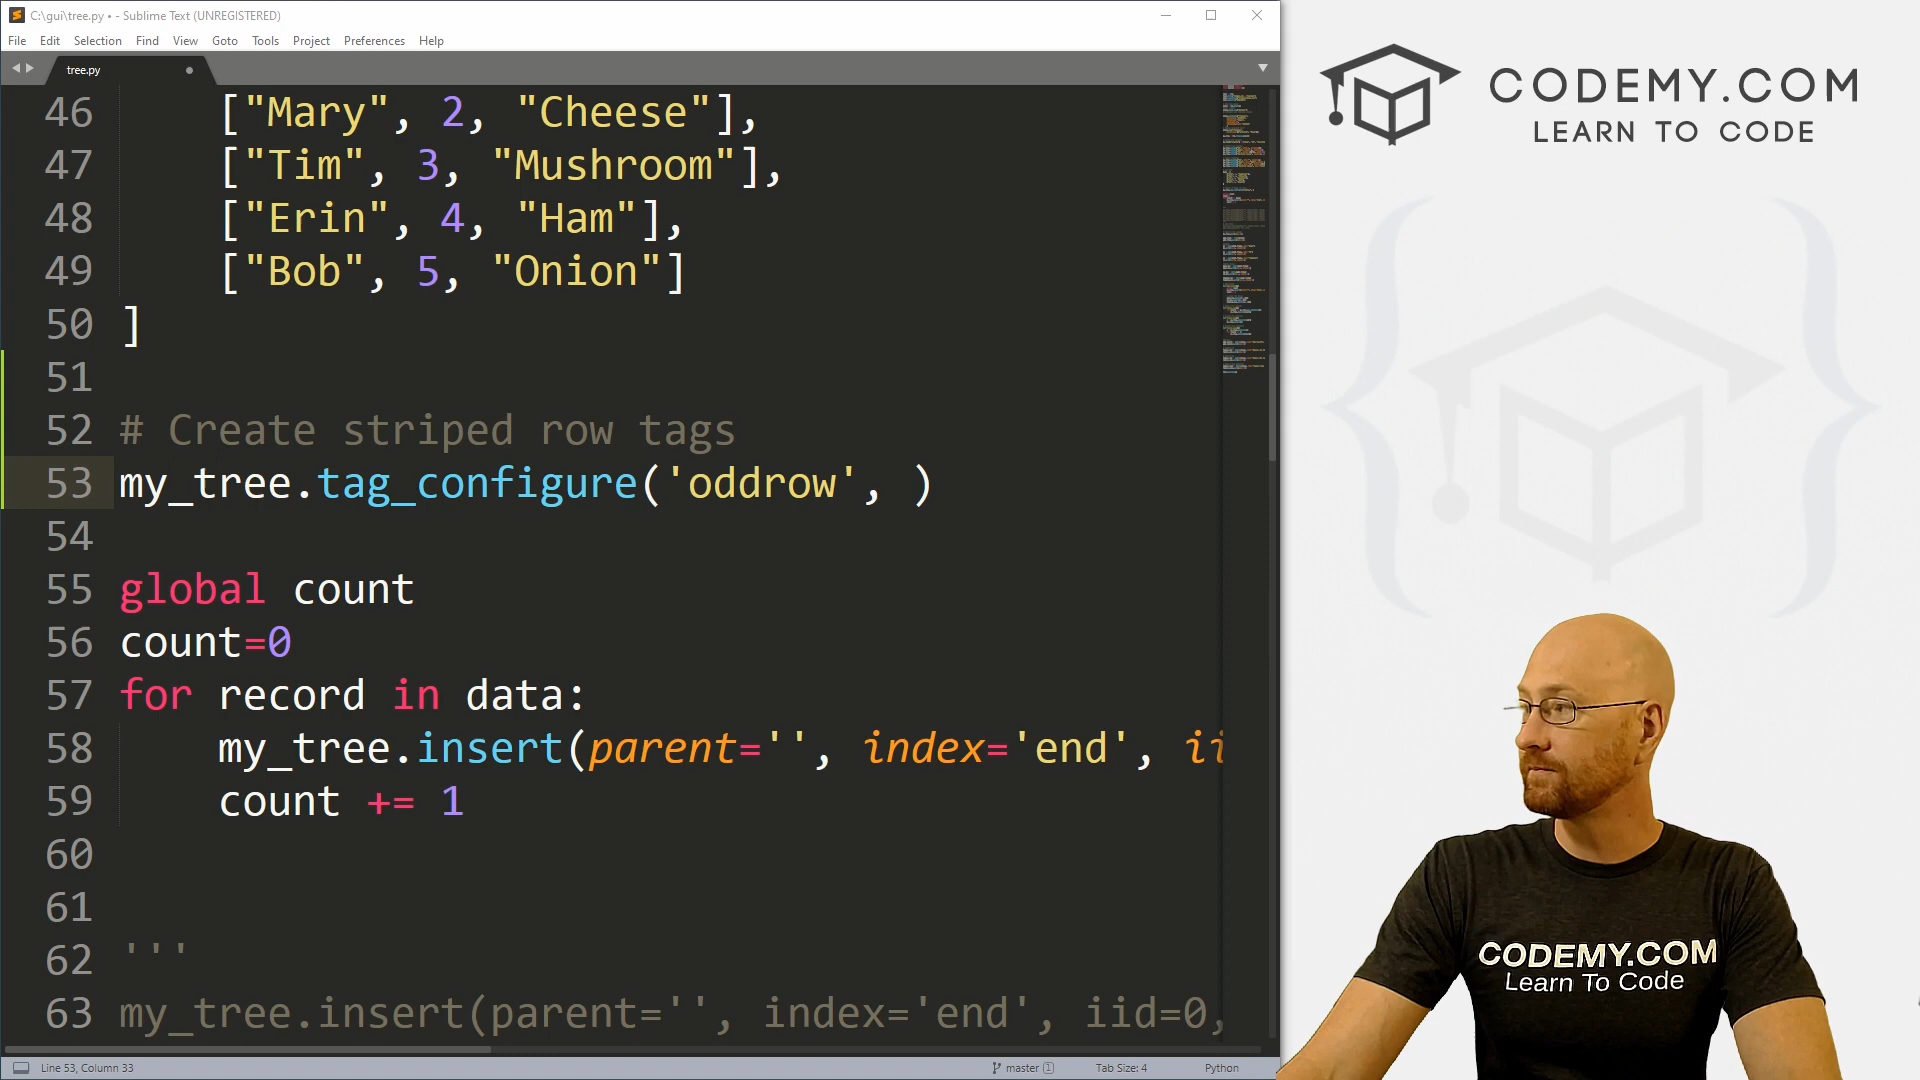 C:\gui\tree.py • - Sublime Text (UNREGISTERED)
File Edit Selection Find View Goto Tools Project Preferences Help
tree.py
46 ["Mary", 2, "Cheese"],
47 ["Tim", 3, "Mushroom"],
48 ["Erin", 4, "Ham"],
49 ["Bob", 5, "Onion"]
50 ]
51
52 # Create striped row tags
53 my_tree.tag_configure('oddrow', )
54
55 global count
56 count=0
57 for record in data:
58 my_tree.insert(parent='', index='end', ii
59 count += 1
60
61
62 '''
63 my_tree.insert(parent='', index='end', iid=0,
Line 53, Column 33
master 1
Tab Size: 4
Python
CODEMY.COM
LEARN TO CODE
CODEMY.COM
Learn To Code